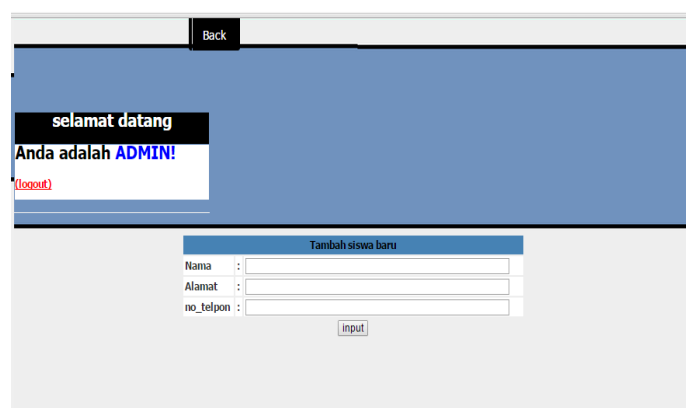 Back
selamat datang
Anda adalah ADMIN!
(logout)
Tambah siswa baru
Nama :
Alamat :
no_telpon :
input